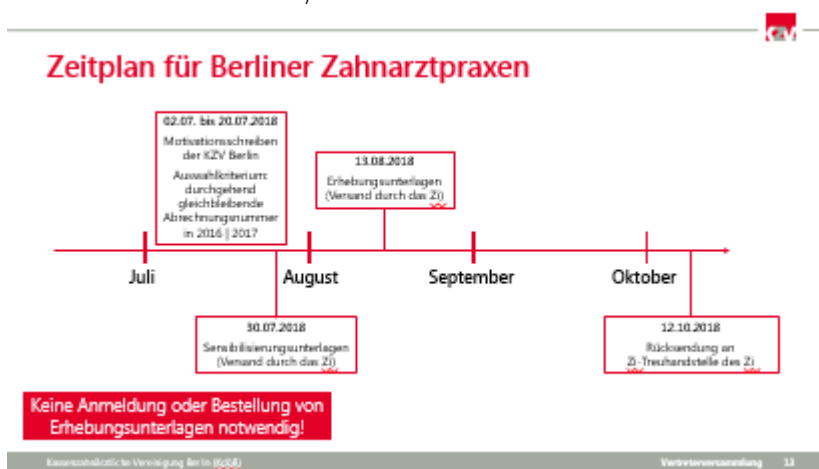 KZV
Zeitplan für Berliner Zahnarztpraxen
02.07. bis 20.07.2018
Motivationsschreiben
der KZV Berlin
Auswahlkriterium:
durchgehend
gleichbleibende
Abrechnungsnummer
in 2016 | 2017
13.08.2018
Erhebungsunterlagen
(Versand durch das Zi)
Juli
August
September
Oktober
30.07.2018
Sensibilisierungsunterlagen
(Versand durch das Zi)
12.10.2018
Rücksendung an
Zi-Treuhandstelle des Zi
Keine Anmeldung oder Bestellung von
Erhebungsunterlagen notwendig!
Kassenzahnärztliche Vereinigung Berlin (KdöR)
Vertreterversammlung 13